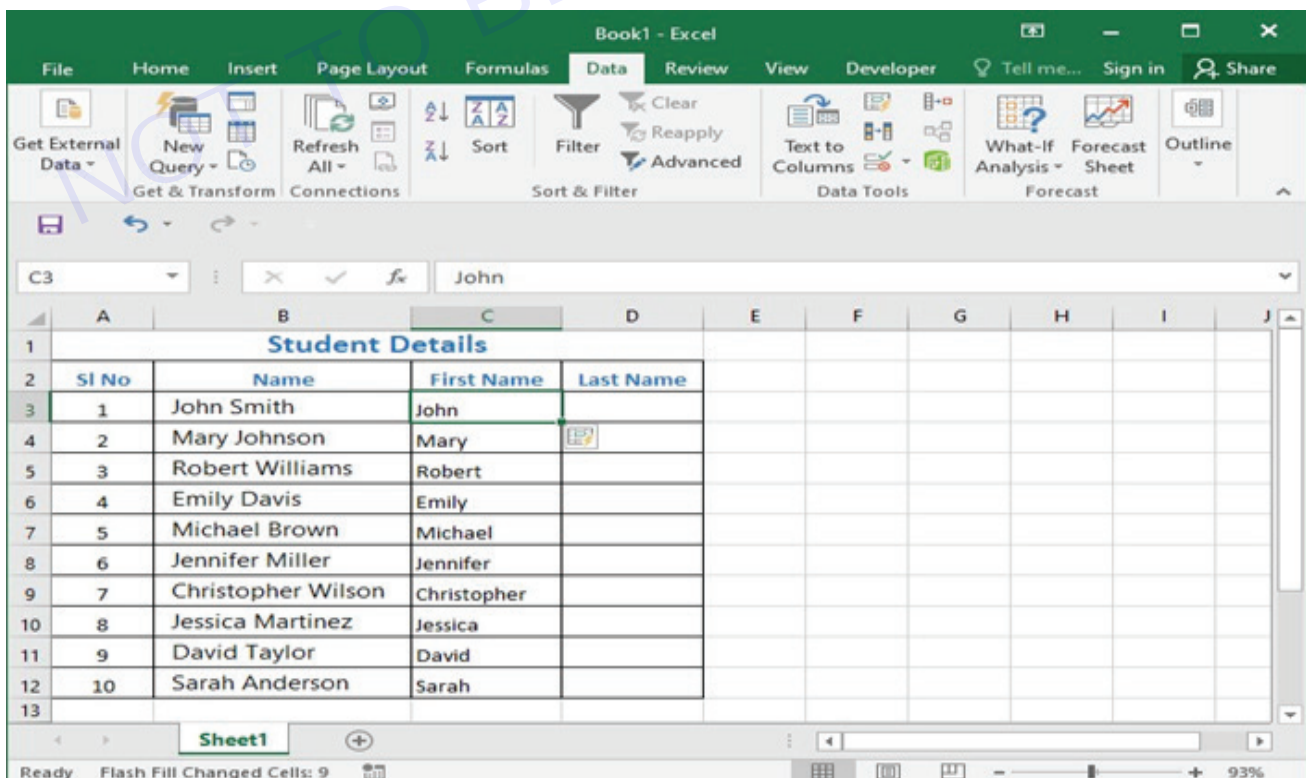 NOT TO BE
Book1 - Excel
File Home Insert Page Layout Formulas Data Review View Developer Tell me... Sign in Share
Get External Data
New Query
Refresh All
Sort
Filter
Clear
Reapply
Advanced
Text to Columns
What-If Analysis
Forecast Sheet
Outline
Get & Transform Connections Sort & Filter Data Tools Forecast
C3 fx John
A B C D E F G H I J
1 Student Details
2 Sl No Name First Name Last Name
3 1 John Smith John
4 2 Mary Johnson Mary
5 3 Robert Williams Robert
6 4 Emily Davis Emily
7 5 Michael Brown Michael
8 6 Jennifer Miller Jennifer
9 7 Christopher Wilson Christopher
10 8 Jessica Martinez Jessica
11 9 David Taylor David
12 10 Sarah Anderson Sarah
13
Sheet1
Ready Flash Fill Changed Cells: 9 93%